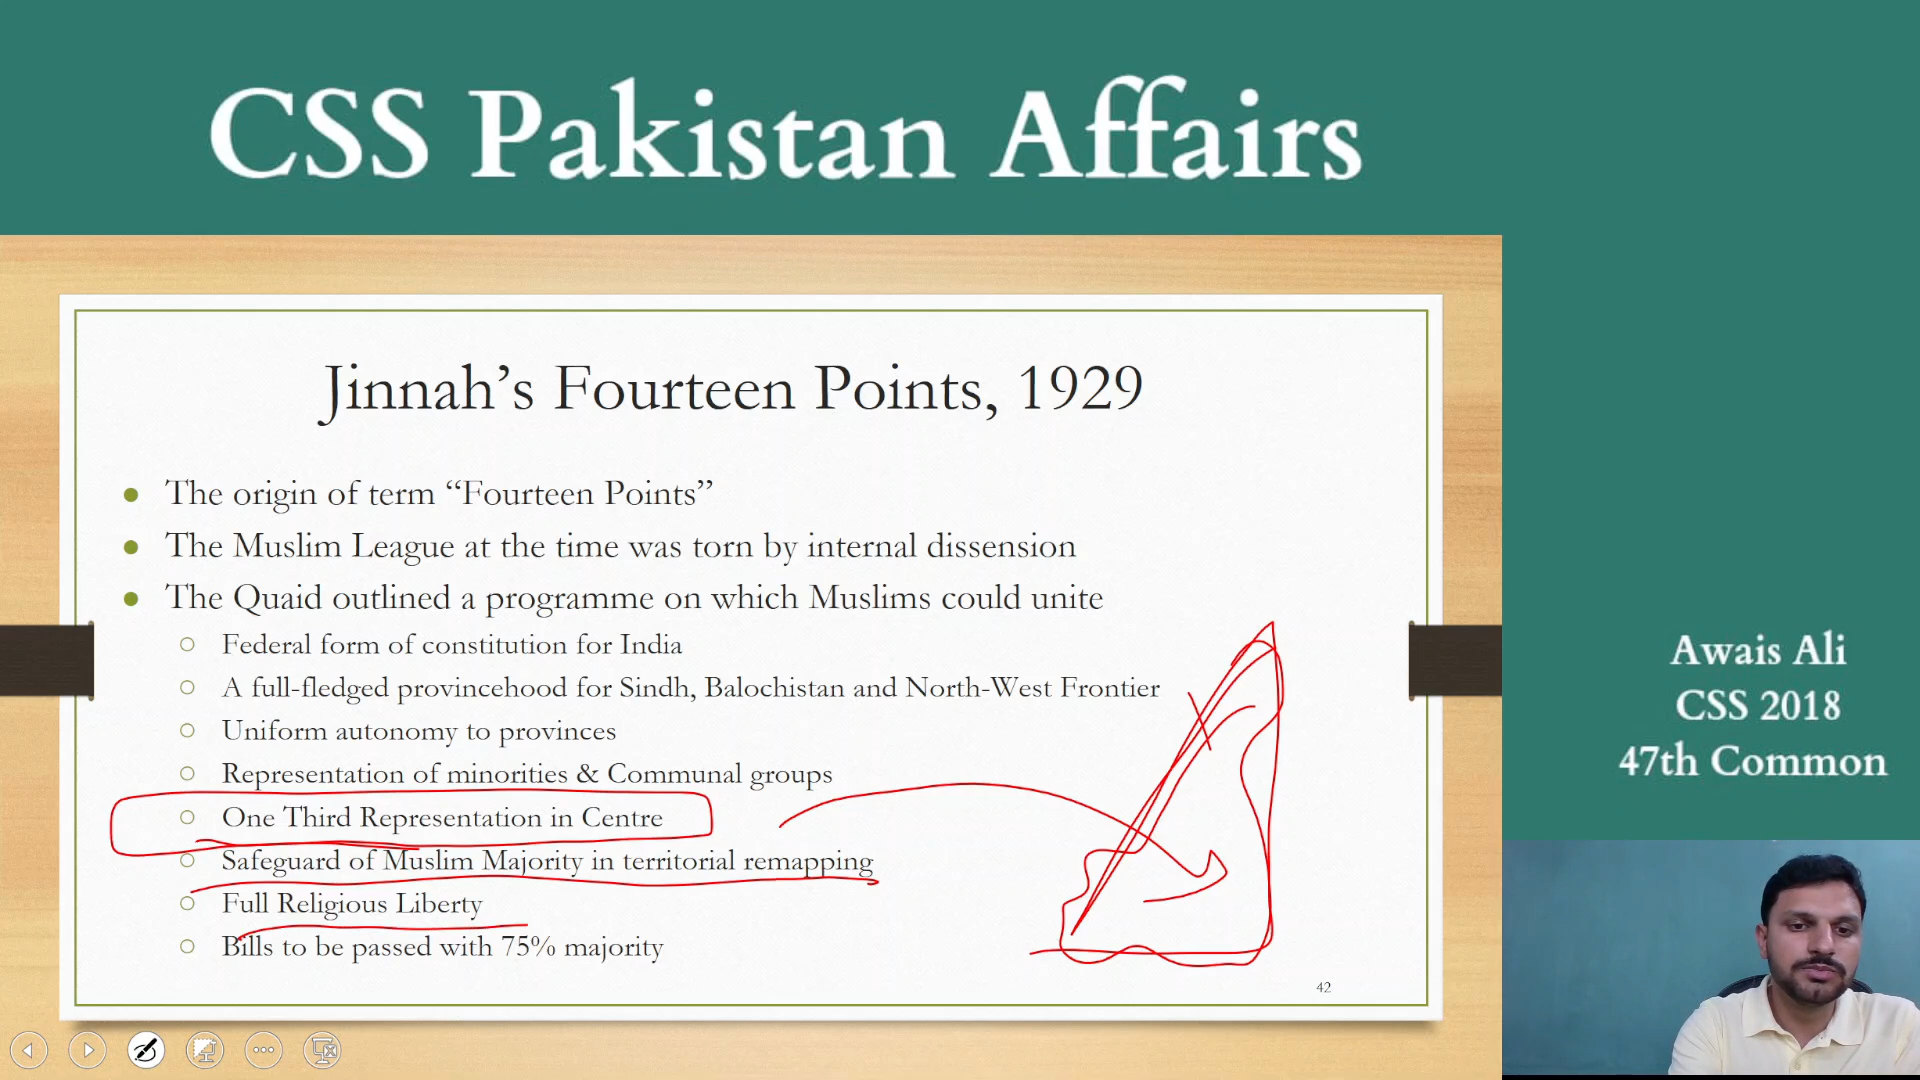 CSS Pakistan Affairs
Jinnah’s Fourteen Points, 1929
The origin of term “Fourteen Points”
The Muslim League at the time was torn by internal dissension
The Quaid outlined a programme on which Muslims could unite
Federal form of constitution for India
A full-fledged provincehood for Sindh, Balochistan and North-West Frontier
Uniform autonomy to provinces
Representation of minorities & Communal groups
One Third Representation in Centre
Safeguard of Muslim Majority in territorial remapping
Full Religious Liberty
Bills to be passed with 75% majority
42
Awais Ali
CSS 2018
47th Common